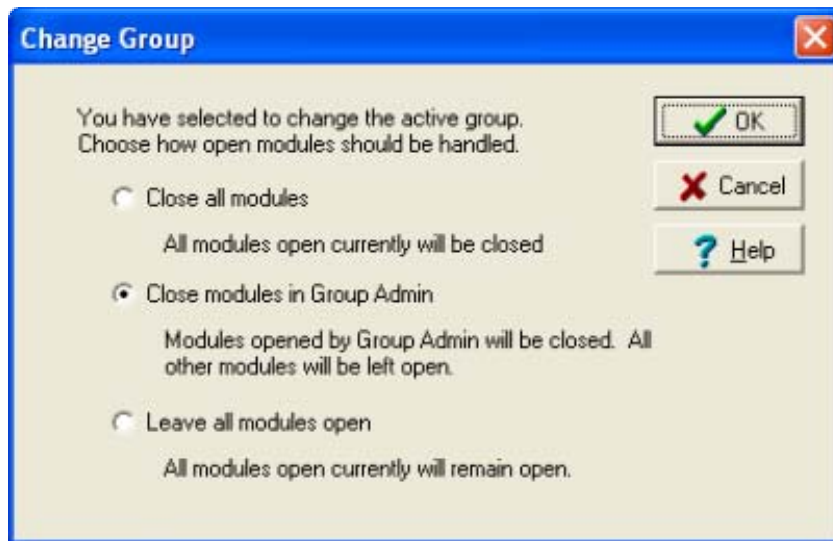 Change Group
You have selected to change the active group.
Choose how open modules should be handled.
OK
Cancel
Help
Close all modules
All modules open currently will be closed
Close modules in Group Admin
Modules opened by Group Admin will be closed.  All
other modules will be left open.
Leave all modules open
All modules open currently will remain open.